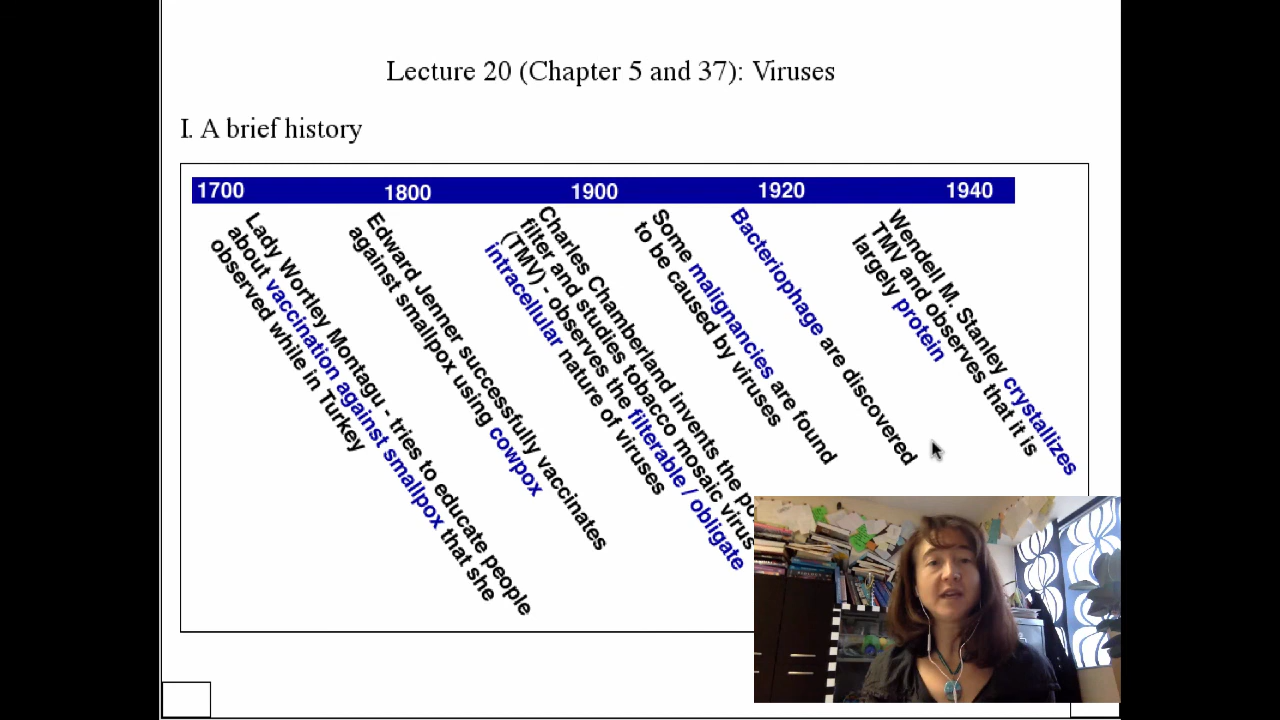 Lecture 20 (Chapter 5 and 37): Viruses
I. A brief history
1700 1800 1900 1920 1940
Lady Wortley Montagu - tries to educate people
about vaccination against smallpox that she
observed while in Turkey
Edward Jenner successfully vaccinates
against smallpox using cowpox
Charles Chamberland invents the
filter and studies tobacco mosaic virus
(TMV) - observes the filterable / obligate
intracellular nature of viruses
Some malignancies are found
to be caused by viruses
Bacteriophage are discovered
Wendell M. Stanley crystallizes
TMV and observes that it is
largely protein